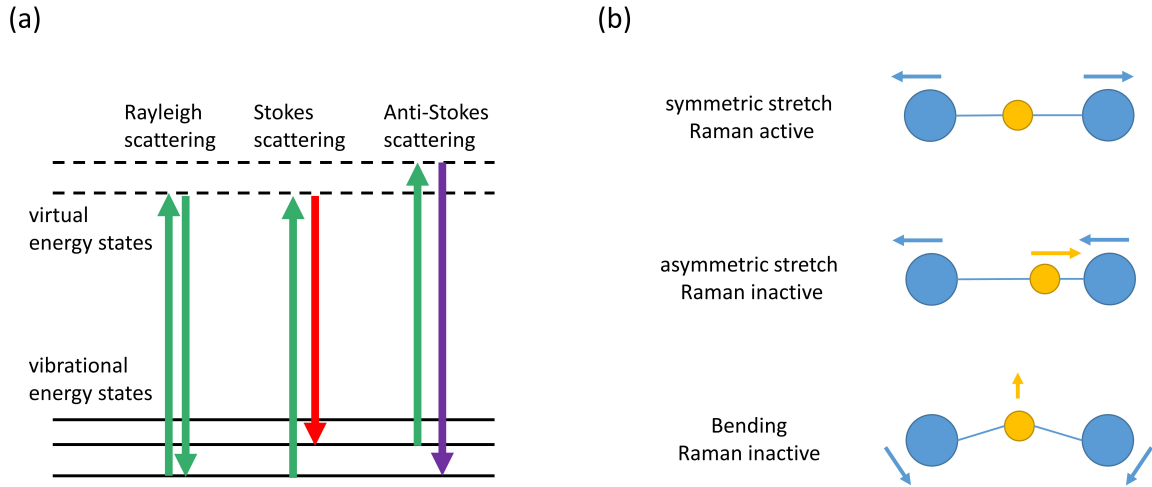 (a)
Rayleigh
scattering
Stokes
scattering
Anti-Stokes
scattering
virtual
energy states
vibrational
energy states
(b)
symmetric stretch
Raman active
asymmetric stretch
Raman inactive
Bending
Raman inactive